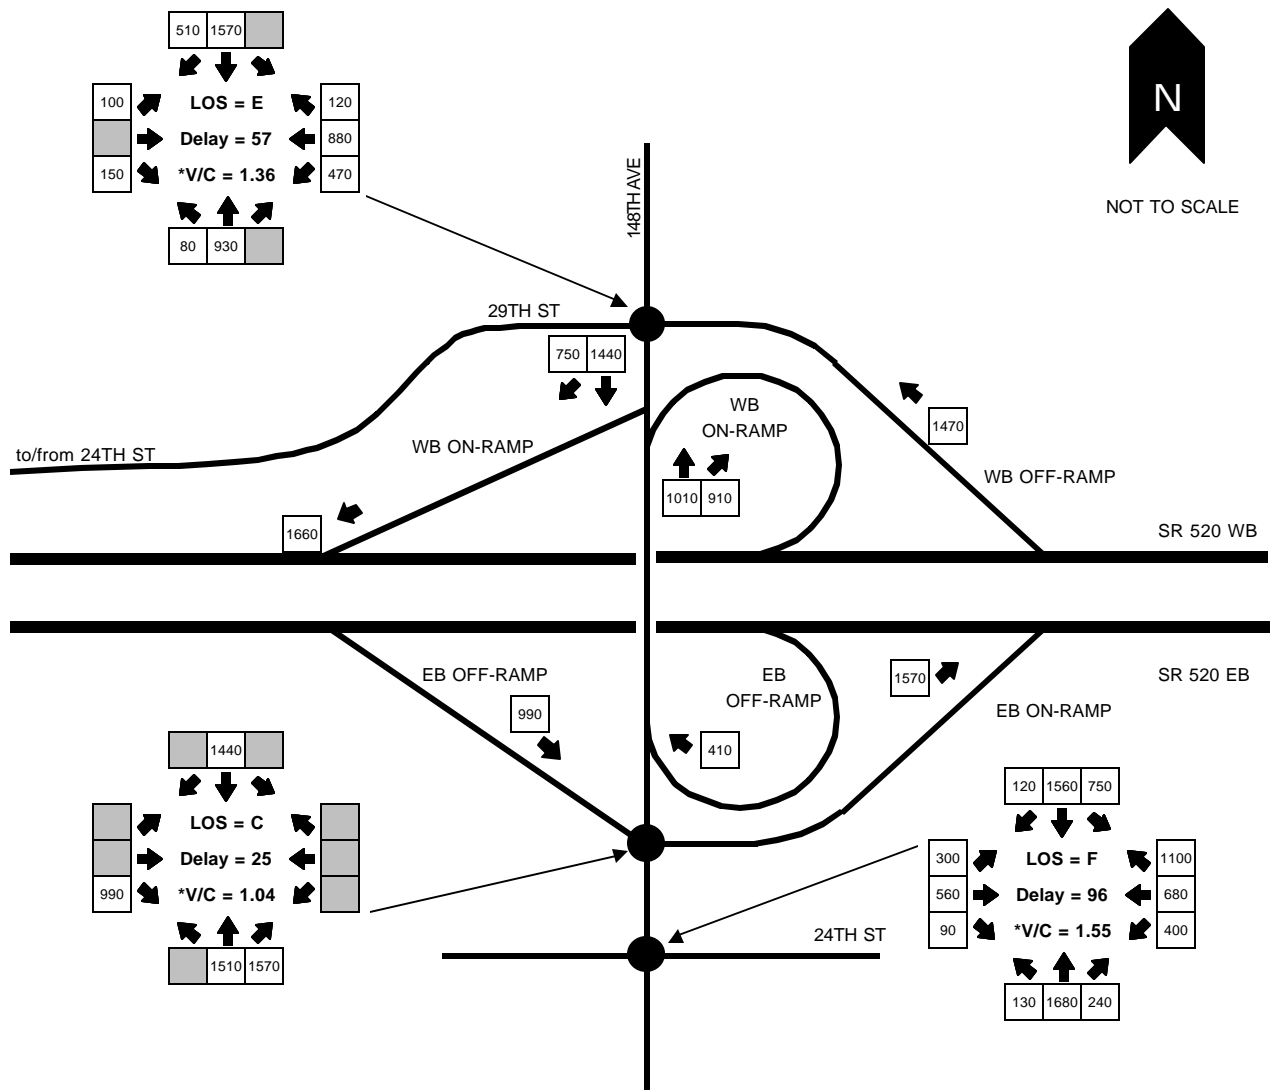 510 1570
100 LOS = E 120
Delay = 57 880
150 *V/C = 1.36 470
80 930
N
NOT TO SCALE
148TH AVE
29TH ST
750 1440
WB
ON-RAMP
1470
to/from 24TH ST
WB ON-RAMP
WB OFF-RAMP
1010 910
1660
SR 520 WB
EB OFF-RAMP
EB
OFF-RAMP
1570
SR 520 EB
990
EB ON-RAMP
410
1440
LOS = C
Delay = 25
990 *V/C = 1.04
1510 1570
120 1560 750
300 LOS = F 1100
560 Delay = 96 680
90 *V/C = 1.55 400
24TH ST
130 1680 240